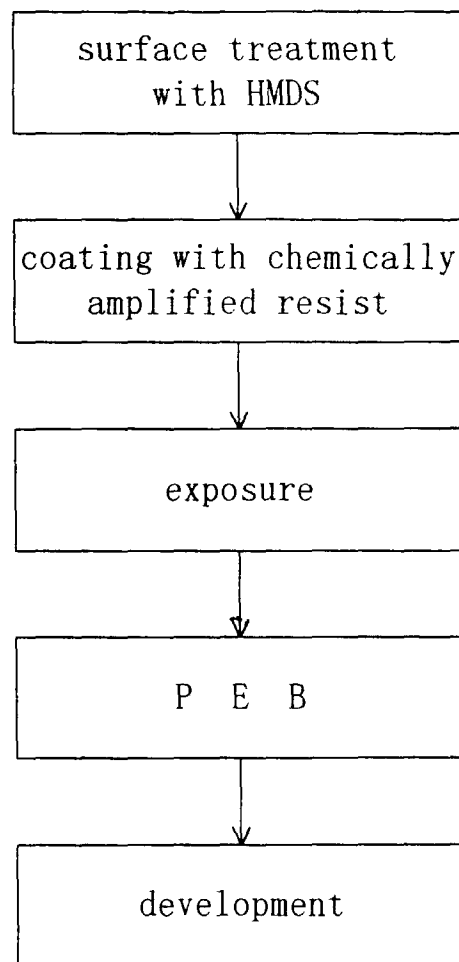 surface treatment
with HMDS
coating with chemically
amplified resist
exposure
P E B
development